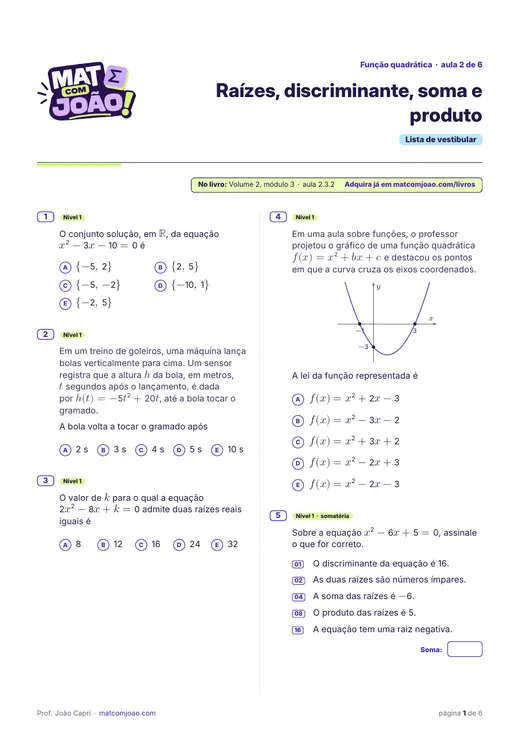 MAT Σ
COM
JOÃO!
Função quadrática · aula 2 de 6
Raízes, discriminante, soma e
produto
Lista de vestibular
No livro: Volume 2, módulo 3 · aula 2.3.2 Adquira já em matcomjoao.com/livros
1 Nível 1
O conjunto solução, em ℝ, da equação
x² − 3x − 10 = 0 é
A {−5, 2} B {2, 5}
C {−5, −2} D {−10, 1}
E {−2, 5}
2 Nível 1
Em um treino de goleiros, uma máquina lança
bolas verticalmente para cima. Um sensor
registra que a altura h da bola, em metros,
t segundos após o lançamento, é dada
por h(t) = −5t² + 20t, até a bola tocar o
gramado.
A bola volta a tocar o gramado após
A 2 s B 3 s C 4 s D 5 s E 10 s
3 Nível 1
O valor de k para o qual a equação
2x² − 8x + k = 0 admite duas raízes reais
iguais é
A 8 B 12 C 16 D 24 E 32
4 Nível 1
Em uma aula sobre funções, o professor
projetou o gráfico de uma função quadrática
f(x) = x² + bx + c e destacou os pontos
em que a curva cruza os eixos coordenados.
y
x
3
−3
A lei da função representada é
A f(x) = x² + 2x − 3
B f(x) = x² − 3x − 2
C f(x) = x² + 3x + 2
D f(x) = x² − 2x + 3
E f(x) = x² − 2x − 3
5 Nível 1 · somatória
Sobre a equação x² − 6x + 5 = 0, assinale
o que for correto.
01 O discriminante da equação é 16.
02 As duas raízes são números ímpares.
04 A soma das raízes é −6.
08 O produto das raízes é 5.
16 A equação tem uma raiz negativa.
Soma:
Prof. João Capri · matcomjoao.com
página 1 de 6